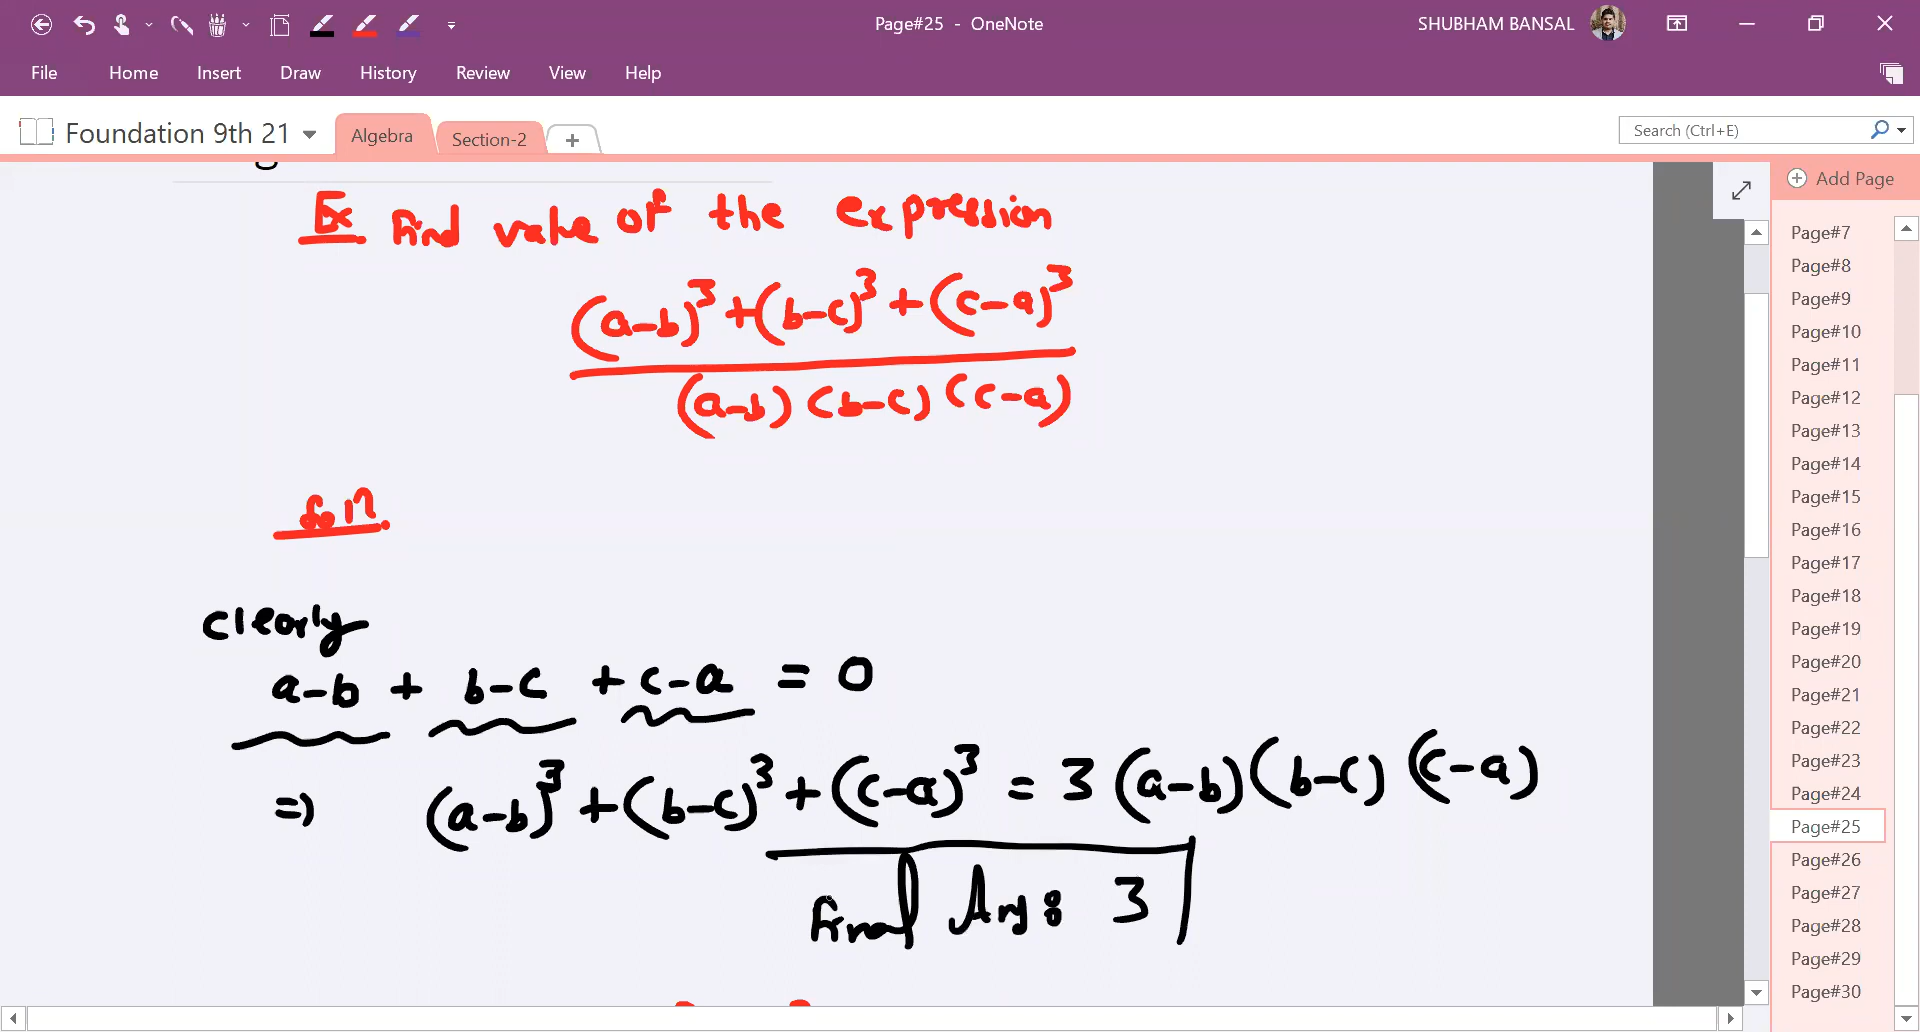 Page#25 - OneNote
SHUBHAM BANSAL
File Home Insert Draw History Review View Help
Foundation 9th 21
Algebra
Section-2
Search (Ctrl+E)
Add Page
Ex Find value of the expression
(a-b)³+(b-c)³+(c-a)³
(a-b)(b-c)(c-a)
Solⁿ.
clearly
a-b + b-c + c-a = 0
⇒ (a-b)³+(b-c)³+(c-a)³ = 3(a-b)(b-c)(c-a)
Final Ans: 3
Page#7
Page#8
Page#9
Page#10
Page#11
Page#12
Page#13
Page#14
Page#15
Page#16
Page#17
Page#18
Page#19
Page#20
Page#21
Page#22
Page#23
Page#24
Page#25
Page#26
Page#27
Page#28
Page#29
Page#30